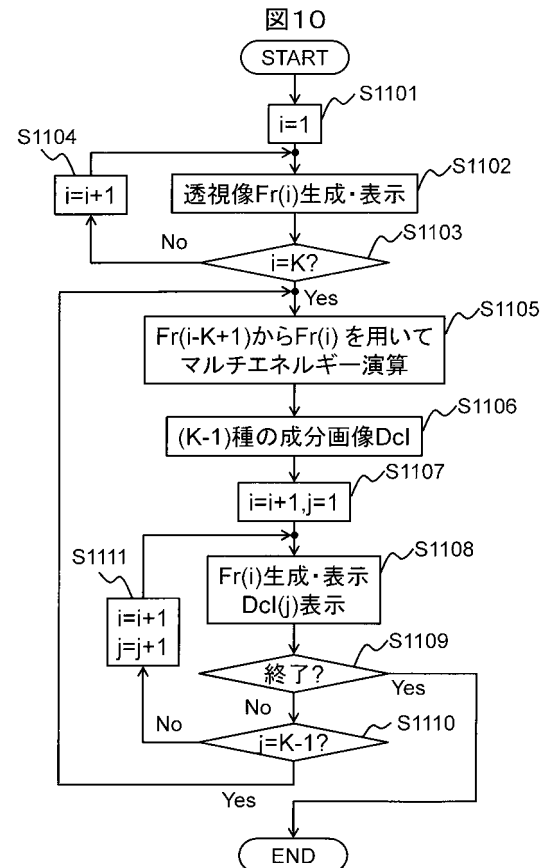 図10
START
S1101
i=1
S1104
i=i+1
S1102
透視像Fr(i)生成・表示
S1103
No
i=K?
Yes
S1105
Fr(i-K+1)からFr(i) を用いて
マルチエネルギー演算
S1106
(K-1)種の成分画像Dcl
S1107
i=i+1,j=1
S1111
i=i+1
j=j+1
S1108
Fr(i)生成・表示
Dcl(j)表示
S1109
終了?
Yes
No
S1110
No
j=K-1?
Yes
END